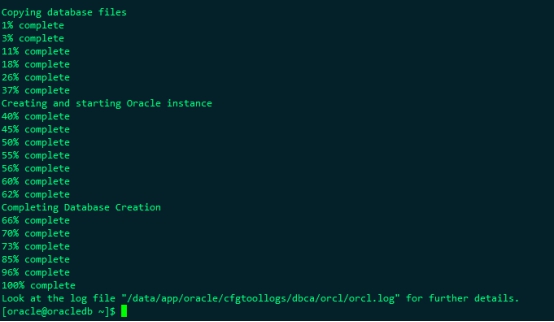 Copying database files
1% complete
3% complete
11% complete
18% complete
26% complete
37% complete
Creating and starting Oracle instance
40% complete
45% complete
50% complete
55% complete
56% complete
60% complete
62% complete
Completing Database Creation
66% complete
70% complete
73% complete
85% complete
96% complete
100% complete
Look at the log file "/data/app/oracle/cfgtoollogs/dbca/orcl/orcl.log" for further details.
[oracle@oracledb ~]$